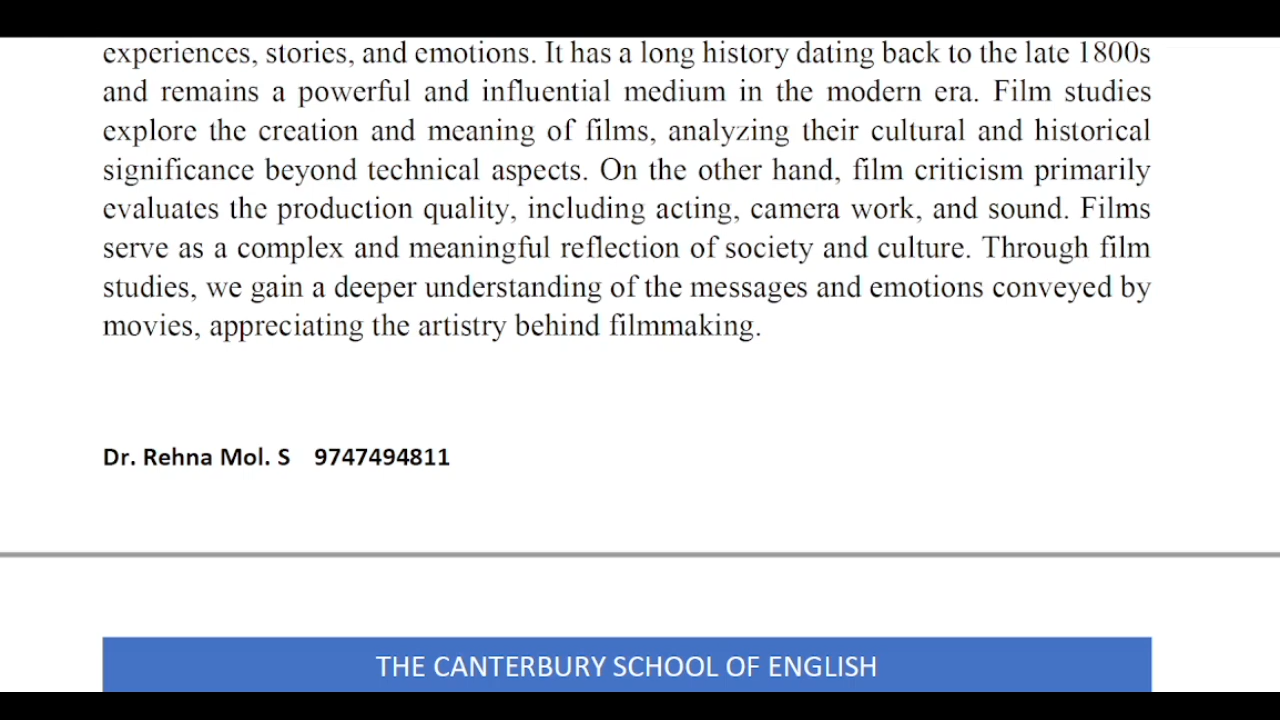 experiences, stories, and emotions. It has a long history dating back to the late 1800s
and remains a powerful and influential medium in the modern era. Film studies
explore the creation and meaning of films, analyzing their cultural and historical
significance beyond technical aspects. On the other hand, film criticism primarily
evaluates the production quality, including acting, camera work, and sound. Films
serve as a complex and meaningful reflection of society and culture. Through film
studies, we gain a deeper understanding of the messages and emotions conveyed by
movies, appreciating the artistry behind filmmaking.
Dr. Rehna Mol. S 9747494811
THE CANTERBURY SCHOOL OF ENGLISH